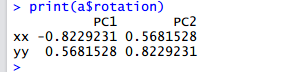 > print(a$rotation)
PC1 PC2
xx -0.8229231 0.5681528
yy 0.5681528 0.8229231
>